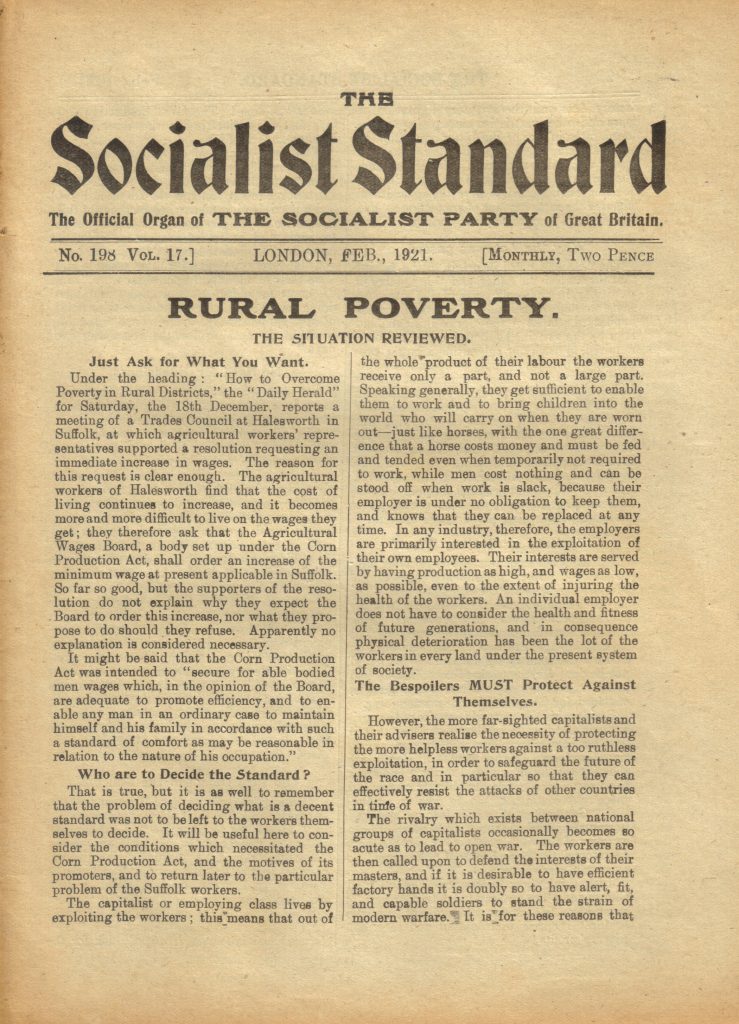 THE
Socialist Standard
The Official Organ of THE SOCIALIST PARTY of Great Britain.
No. 198 VOL. 17.] LONDON, FEB., 1921. [MONTHLY, TWO PENCE
RURAL POVERTY.
THE SITUATION REVIEWED.
Just Ask for What You Want.
Under the heading : "How to Overcome
Poverty in Rural Districts," the "Daily Herald"
for Saturday, the 18th December, reports a
meeting of a Trades Council at Halesworth in
Suffolk, at which agricultural workers' repre-
sentatives supported a resolution requesting an
immediate increase in wages. The reason for
this request is clear enough. The agricultural
workers of Halesworth find that the cost of
living continues to increase, and it becomes
more and more difficult to live on the wages they
get ; they therefore ask that the Agricultural
Wages Board, a body set up under the Corn
Production Act, shall order an increase of the
minimum wage at present applicable in Suffolk.
So far so good, but the supporters of the reso-
lution do not explain why they expect the
Board to order this increase, nor what they pro-
pose to do should they refuse. Apparently no
explanation is considered necessary.
It might be said that the Corn Production
Act was intended to "secure for able bodied
men wages which, in the opinion of the Board,
are adequate to promote efficiency, and to en-
able any man in an ordinary case to maintain
himself and his family in accordance with such
a standard of comfort as may be reasonable in
relation to the nature of his occupation."
Who are to Decide the Standard ?
That is true, but it is as well to remember
that the problem of deciding what is a decent
standard was not to be left to the workers them-
selves to decide. It will be useful here to con-
sider the conditions which necessitated the
Corn Production Act, and the motives of its
promoters, and to return later to the particular
problem of the Suffolk workers.
The capitalist or employing class lives by
exploiting the workers ; this means that out of
the whole product of their labour the workers
receive only a part, and not a large part.
Speaking generally, they get sufficient to enable
them to work and to bring children into the
world who will carry on when they are worn
out—just like horses, with the one great differ-
ence that a horse costs money and must be fed
and tended even when temporarily not required
to work, while men cost nothing and can be
stood off when work is slack, because their
employer is under no obligation to keep them,
and knows that they can be replaced at any
time. In any industry, therefore, the employers
are primarily interested in the exploitation of
their own employees. Their interests are served
by having production as high, and wages as low,
as possible, even to the extent of injuring the
health of the workers. An individual employer
does not have to consider the health and fitness
of future generations, and in consequence
physical deterioration has been the lot of the
workers in every land under the present system
of society.
The Bespoilers MUST Protect Against
Themselves.
However, the more far-sighted capitalists and
their advisers realise the necessity of protecting
the more helpless workers against a too ruthless
exploitation, in order to safeguard the future of
the race and in particular so that they can
effectively resist the attacks of other countries
in time of war.
The rivalry which exists between national
groups of capitalists occasionally becomes so
acute as to lead to open war. The workers are
then called upon to defend the interests of their
masters, and if it is desirable to have efficient
factory hands it is doubly so to have alert, fit,
and capable soldiers to stand the strain of
modern warfare. It is for these reasons that